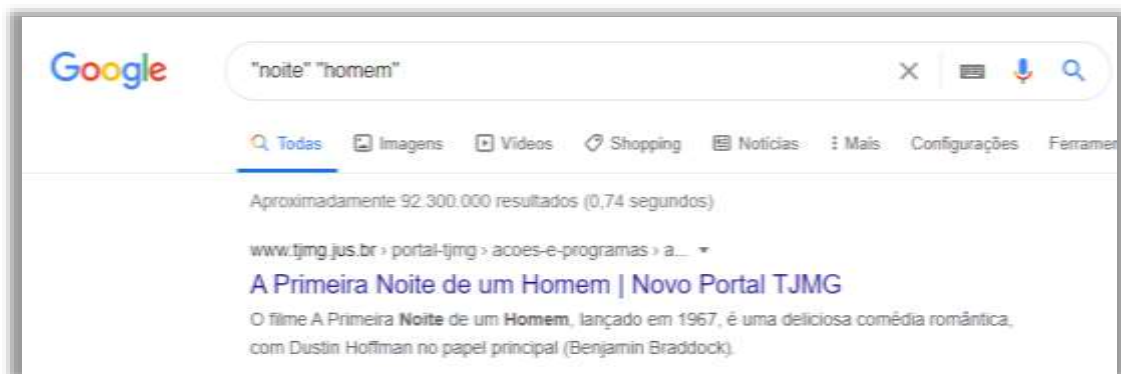 Google
"noite" "homem"
Todas Imagens Vídeos Shopping Notícias Mais Configurações Ferramen
Aproximadamente 92.300.000 resultados (0,74 segundos)
www.tjmg.jus.br › portal-tjmg › acoes-e-programas › a...
A Primeira Noite de um Homem | Novo Portal TJMG
O filme A Primeira Noite de um Homem, lançado em 1967, é uma deliciosa comédia romântica,
com Dustin Hoffman no papel principal (Benjamin Braddock).